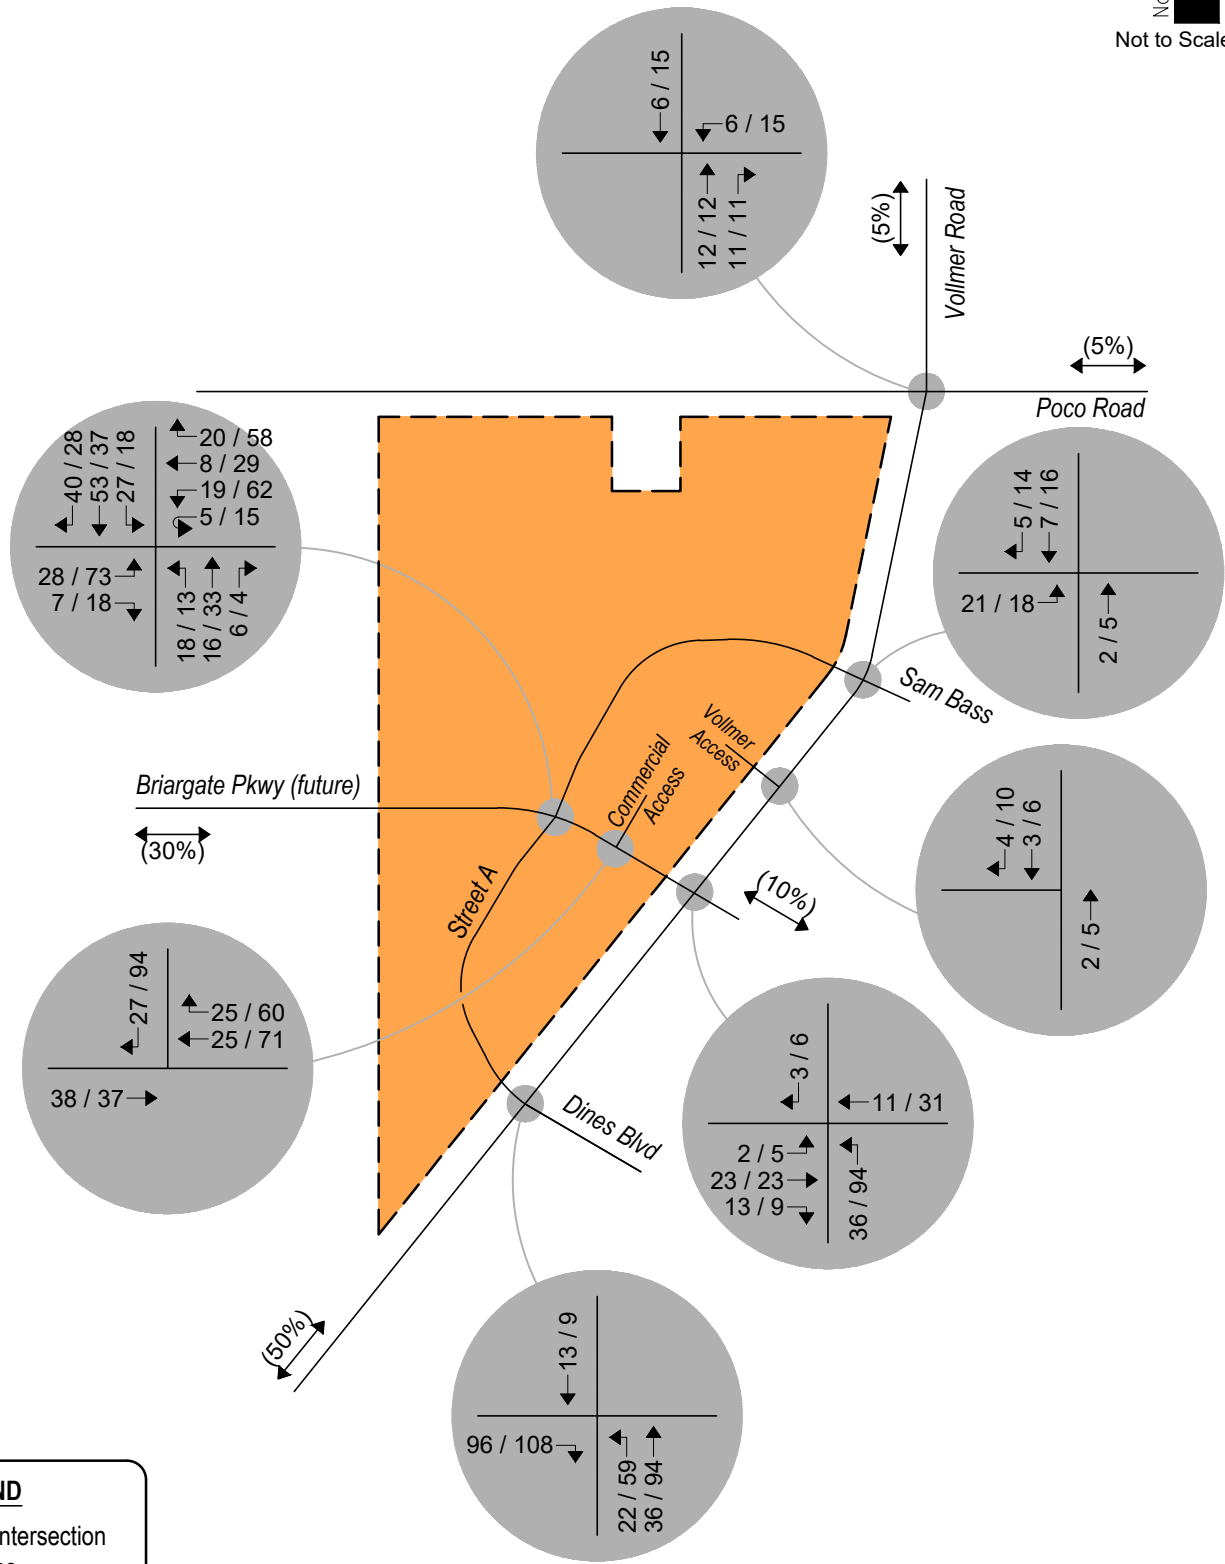 No
Not to Scale
6 / 15
6 / 15
12 / 12
11 / 11
(5%)
Vollmer Road
(5%)
Poco Road
40 / 28
53 / 37
27 / 18
20 / 58
8 / 29
19 / 62
5 / 15
28 / 73
7 / 18
18 / 13
16 / 33
6 / 4
5 / 14
7 / 16
21 / 18
2 / 5
Sam Bass
Vollmer
Access
Commercial
Access
Briargate Pkwy (future)
(30%)
Street A
(10%)
4 / 10
3 / 6
2 / 5
27 / 94
25 / 60
25 / 71
38 / 37
3 / 6
11 / 31
2 / 5
23 / 23
13 / 9
36 / 94
Dines Blvd
(50%)
13 / 9
96 / 108
22 / 59
36 / 94
ND
ntersection